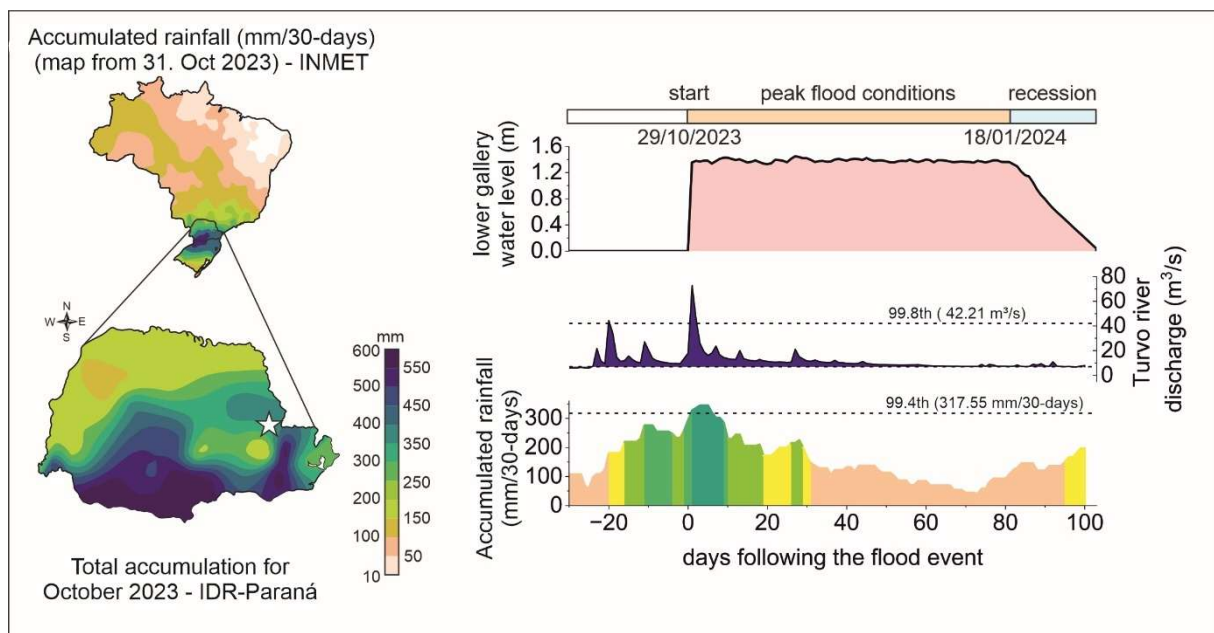 Accumulated rainfall (mm/30-days)
(map from 31. Oct 2023) - INMET
N
W E
S
mm
600
550
500
450
400
350
300
250
200
150
100
50
10
Total accumulation for
October 2023 - IDR-Paraná
start
peak flood conditions
recession
29/10/2023
18/01/2024
lower gallery
water level (m)
1.6
1.2
0.8
0.4
0.0
99.8th ( 42.21 m³/s)
80
60
40
20
0
Turvo river
discharge (m³/s)
Accumulated rainfall
(mm/30-days)
99.4th (317.55 mm/30-days)
300
200
100
0
−20 0 20 40 60 80 100
days following the flood event